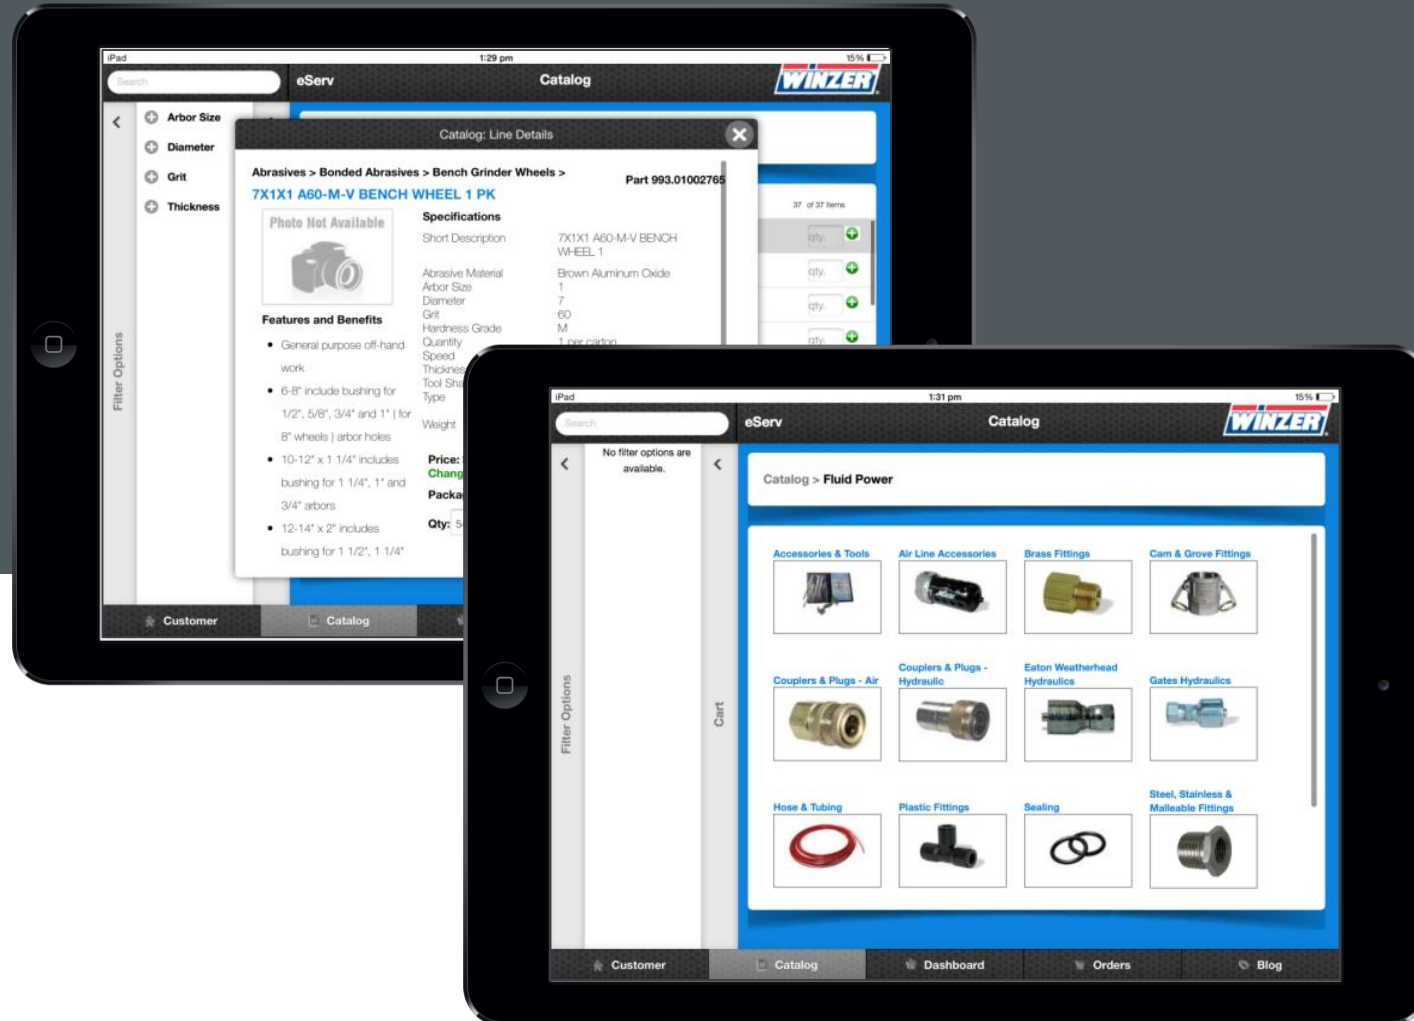 iPad 1:29 pm 15%
Search eServ Catalog WINZER
Arbor Size
Diameter
Grit
Thickness
Filter Options
37 of 37 Items
qty.
qty.
qty.
qty.
Catalog: Line Details
Abrasives > Bonded Abrasives > Bench Grinder Wheels >
Part 993.01002765
7X1X1 A60-M-V BENCH WHEEL 1 PK
Photo Not Available
Specifications
Short Description 7X1X1 A60-M-V BENCH
WHEEL 1
Abrasive Material Brown Aluminum Oxide
Arbor Size 1
Diameter 7
Grit 60
Hardness Grade M
Quantity 1 per carton
Speed
Tool Sha
Type
Weight
Price:
Qty:
Features and Benefits
General purpose off-hand
work
6-8" include bushing for
1/2", 5/8", 3/4" and 1" ( for
8" wheels ) arbor holes
10-12" x 1 1/4" includes
bushing for 1 1/4", 1" and
3/4" arbors
12-14" x 2" includes
bushing for 1 1/2", 1 1/4"
Customer Catalog
iPad 1:31 pm 15%
Search eServ Catalog WINZER
No filter options are
available.
Filter Options
Cart
Catalog > Fluid Power
Accessories & Tools Air Line Accessories Brass Fittings Cam & Grove Fittings
Couplers & Plugs - Air
Couplers & Plugs -
Hydraulic
Eaton Weatherhead
Hydraulics
Gates Hydraulics
Hose & Tubing Plastic Fittings Sealing
Steel, Stainless &
Malleable Fittings
Customer Catalog Dashboard Orders Blog